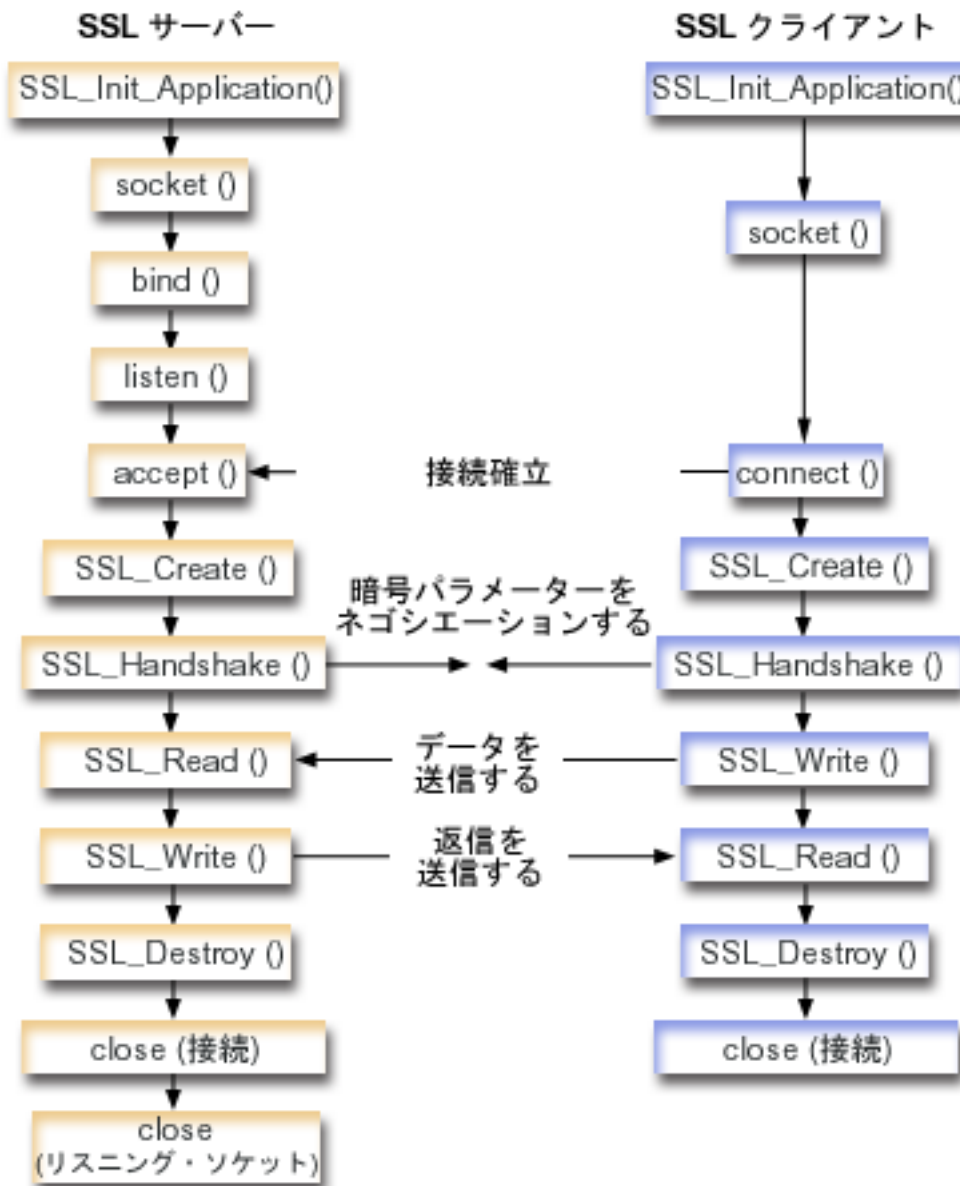 SSL サーバー
SSL クライアント
SSL_Init_Application()
SSL_Init_Application()
socket ()
socket ()
bind ()
listen ()
accept ()
接続確立
connect ()
SSL_Create ()
SSL_Create ()
暗号パラメーターを
ネゴシエーションする
SSL_Handshake ()
SSL_Handshake ()
SSL_Read ()
データを
送信する
SSL_Write ()
SSL_Write ()
返信を
送信する
SSL_Read ()
SSL_Destroy ()
SSL_Destroy ()
close (接続)
close (接続)
close
(リスニング・ソケット)